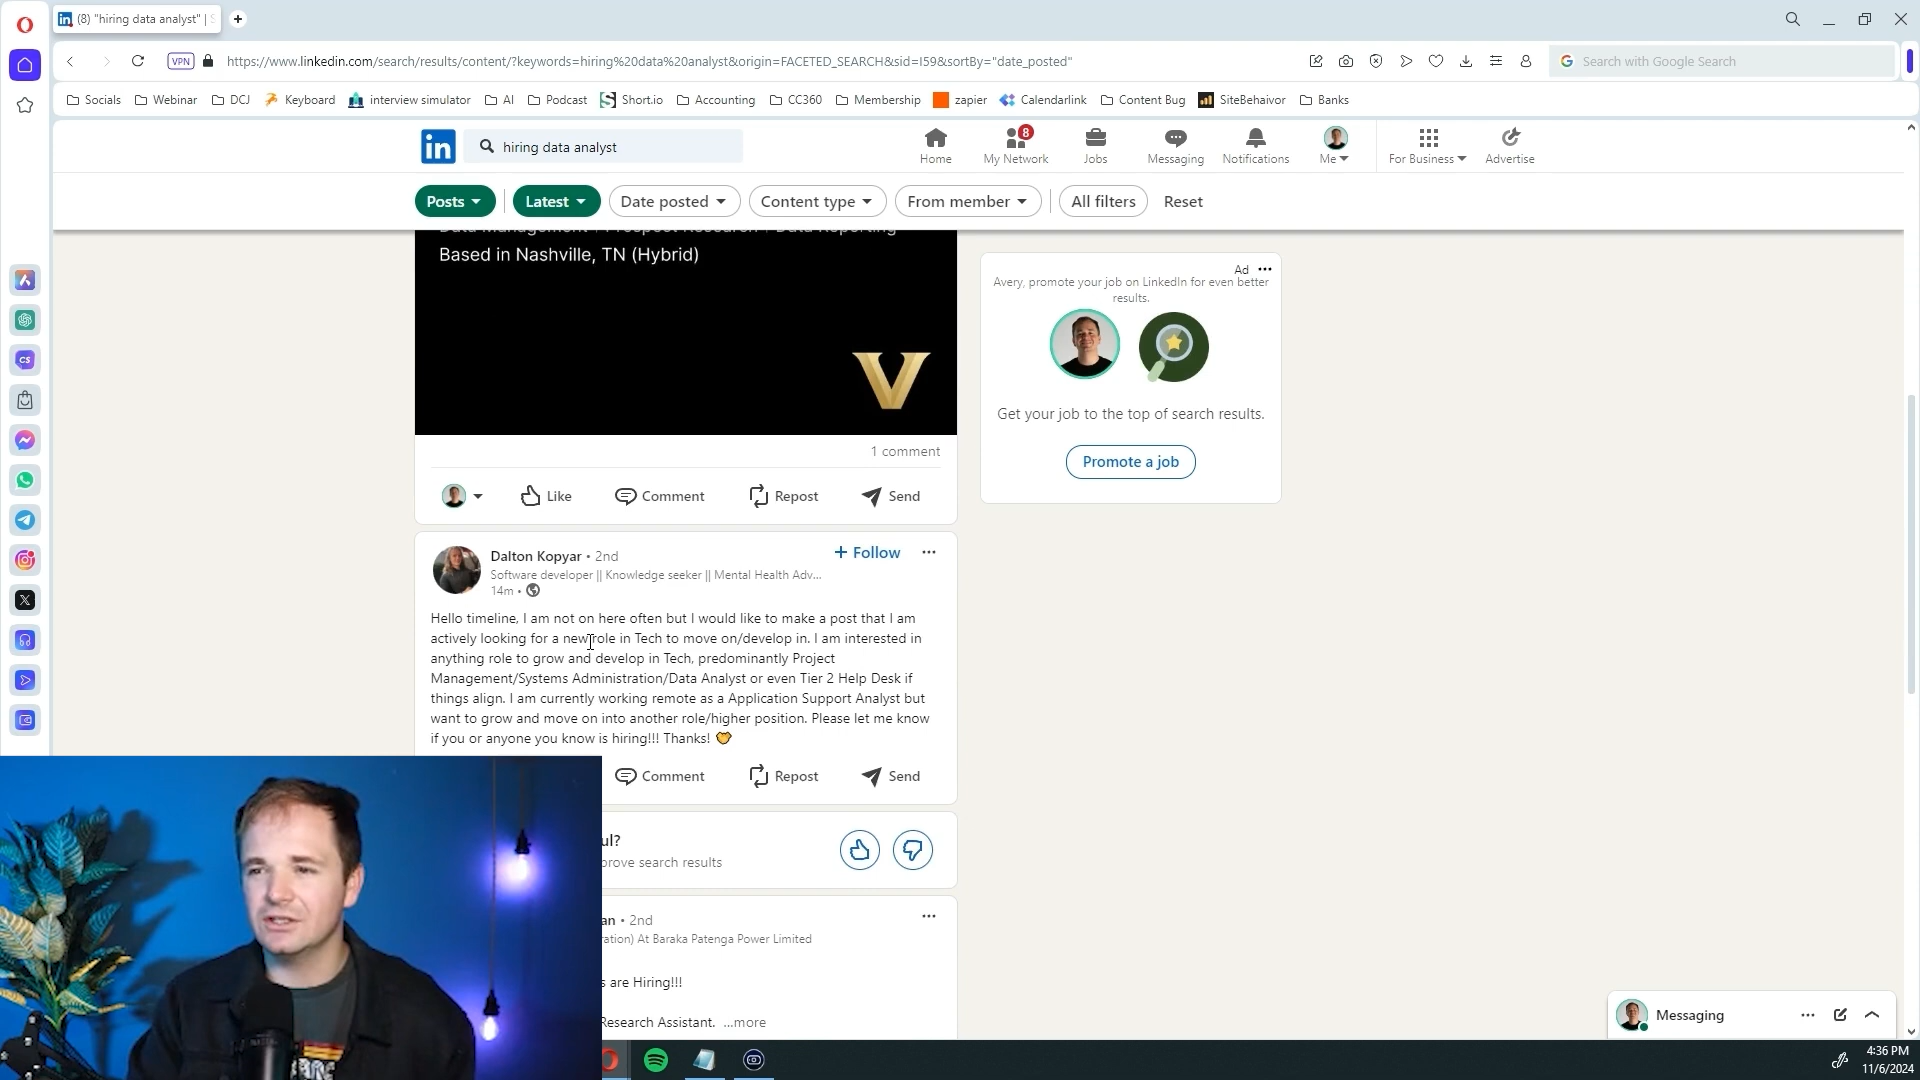 (8) "hiring data analyst" | S
VPN
https://www.linkedin.com/search/results/content/?keywords=hiring%20data%20analyst&origin=FACETED_SEARCH&sid=I59&sortBy="date_posted"
Search with Google Search
Socials
Webinar
DCJ
Keyboard
interview simulator
AI
Podcast
Short.io
Accounting
CC360
Membership
zapier
Calendarlink
Content Bug
SiteBehaivor
Banks
in
hiring data analyst
Home
8
My Network
Jobs
Messaging
Notifications
Me
For Business
Advertise
Posts
Latest
Date posted
Content type
From member
All filters
Reset
Data Management | Prospect Research | Data Reporting
Based in Nashville, TN (Hybrid)
V
1 comment
Like
Comment
Repost
Send
Ad
Avery, promote your job on LinkedIn for even better
results.
Get your job to the top of search results.
Promote a job
Dalton Kopyar • 2nd
+ Follow
Software developer || Knowledge seeker || Mental Health Adv...
14m •
Hello timeline, I am not on here often but I would like to make a post that I am
actively looking for a new role in Tech to move on/develop in. I am interested in
anything role to grow and develop in Tech, predominantly Project
Management/Systems Administration/Data Analyst or even Tier 2 Help Desk if
things align. I am currently working remote as a Application Support Analyst but
want to grow and move on into another role/higher position. Please let me know
if you or anyone you know is hiring!!! Thanks!
Comment
Repost
Send
ul?
prove search results
an • 2nd
ration) At Baraka Patenga Power Limited
s are Hiring!!!
Research Assistant. ...more
Messaging
CS
4:36 PM
11/6/2024